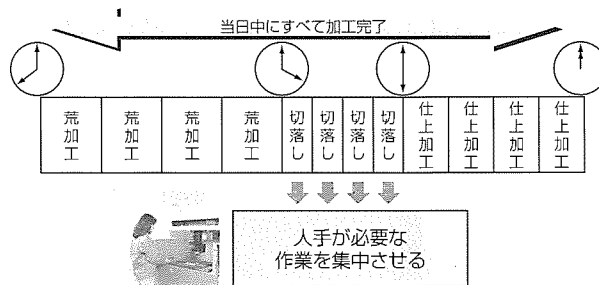 当日中にすべて加工完了
荒加工
荒加工
荒加工
荒加工
切落し
切落し
切落し
切落し
仕上加工
仕上加工
仕上加工
仕上加工
人手が必要な
作業を集中させる